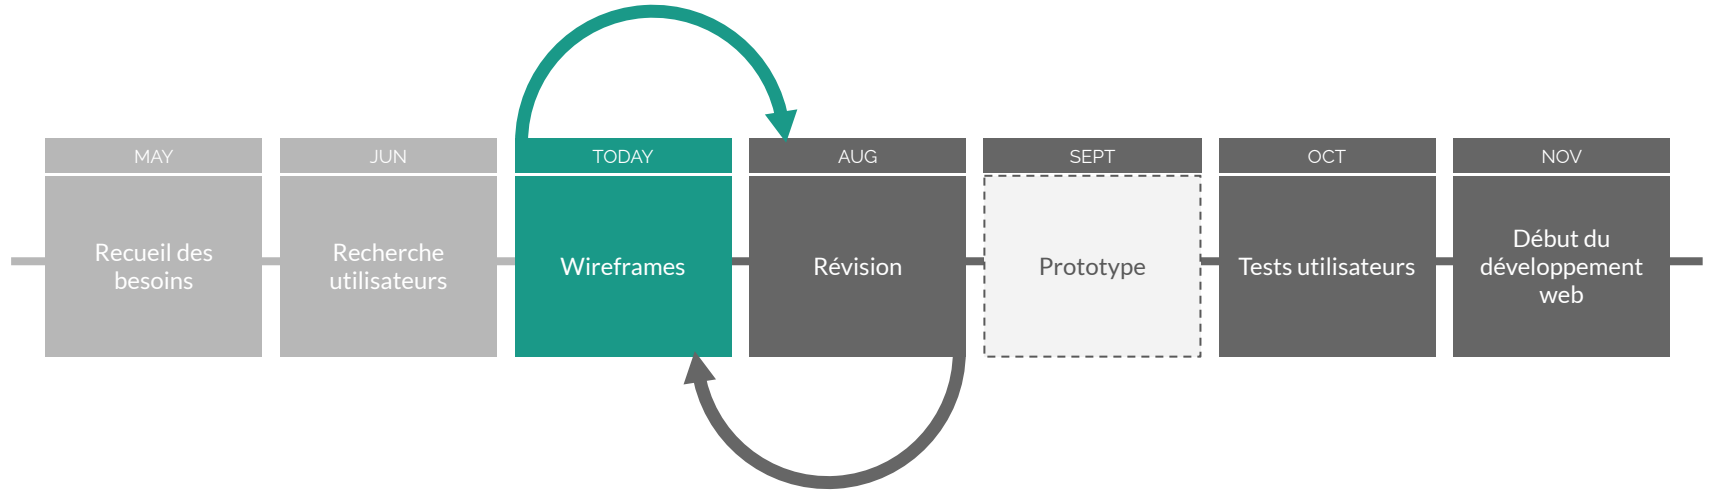 MAY
JUN
TODAY
AUG
SEPT
OCT
NOV
Recueil des
besoins
Recherche
utilisateurs
Wireframes
Révision
Prototype
Tests utilisateurs
Début du
développement
web